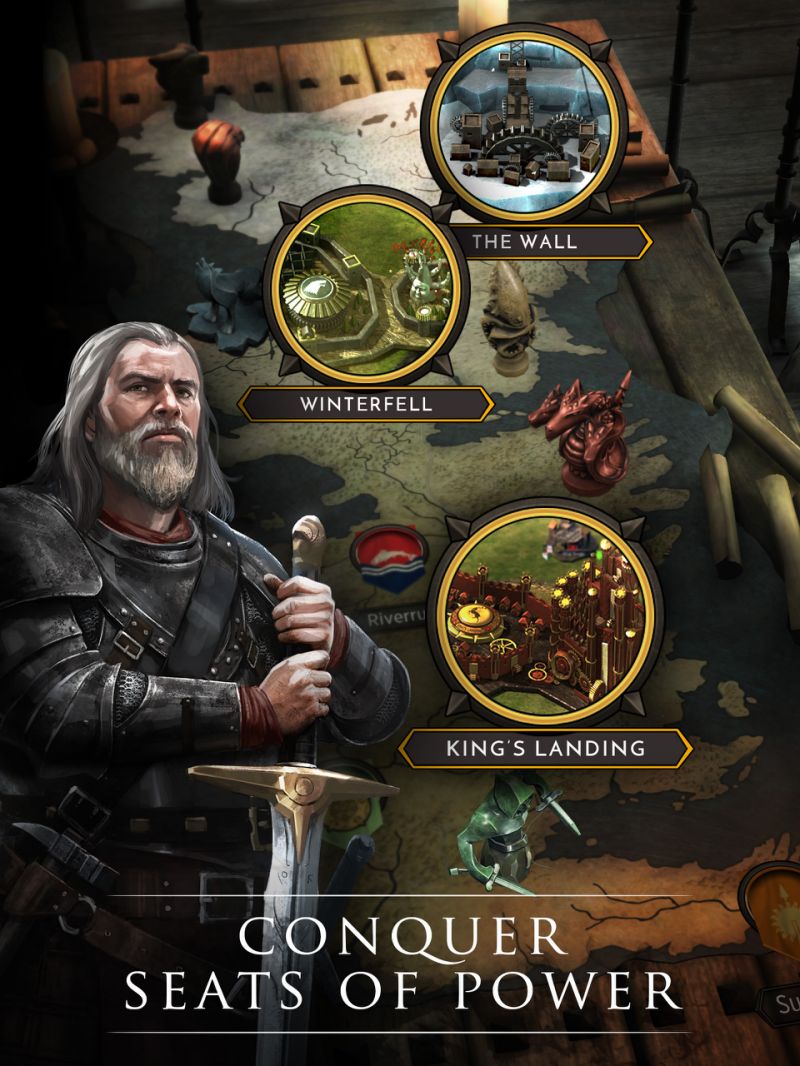 THE WALL
WINTERFELL
KING'S LANDING
CONQUER
SEATS OF POWER